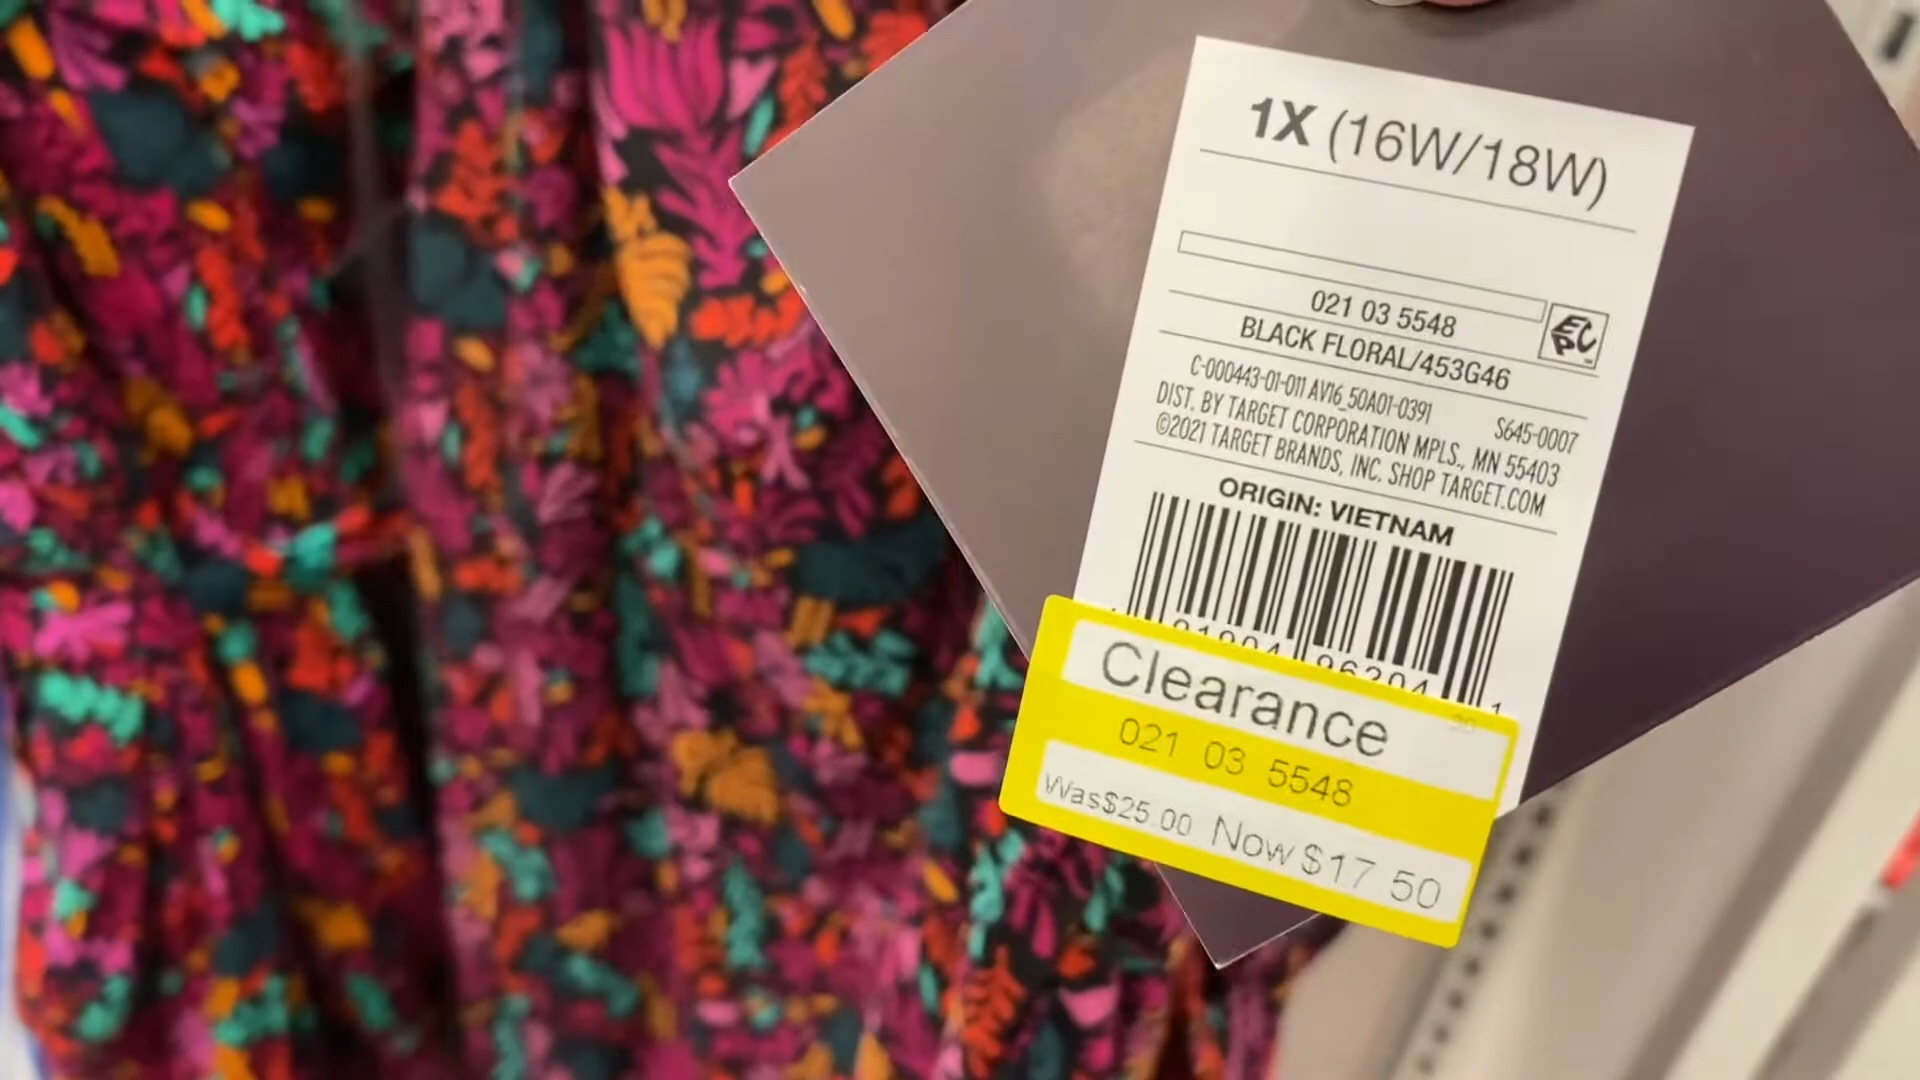 1X (16W/18W)
021 03 5548
BLACK FLORAL/453G46
EPC
C-000443-01-011 AV16_50A01-0391 S645-0007
DIST. BY TARGET CORPORATION MPLS., MN 55403
©2021 TARGET BRANDS, INC. SHOP TARGET.COM
ORIGIN: VIETNAM
Clearance
021 03 5548
Was$25.00 Now $17 50